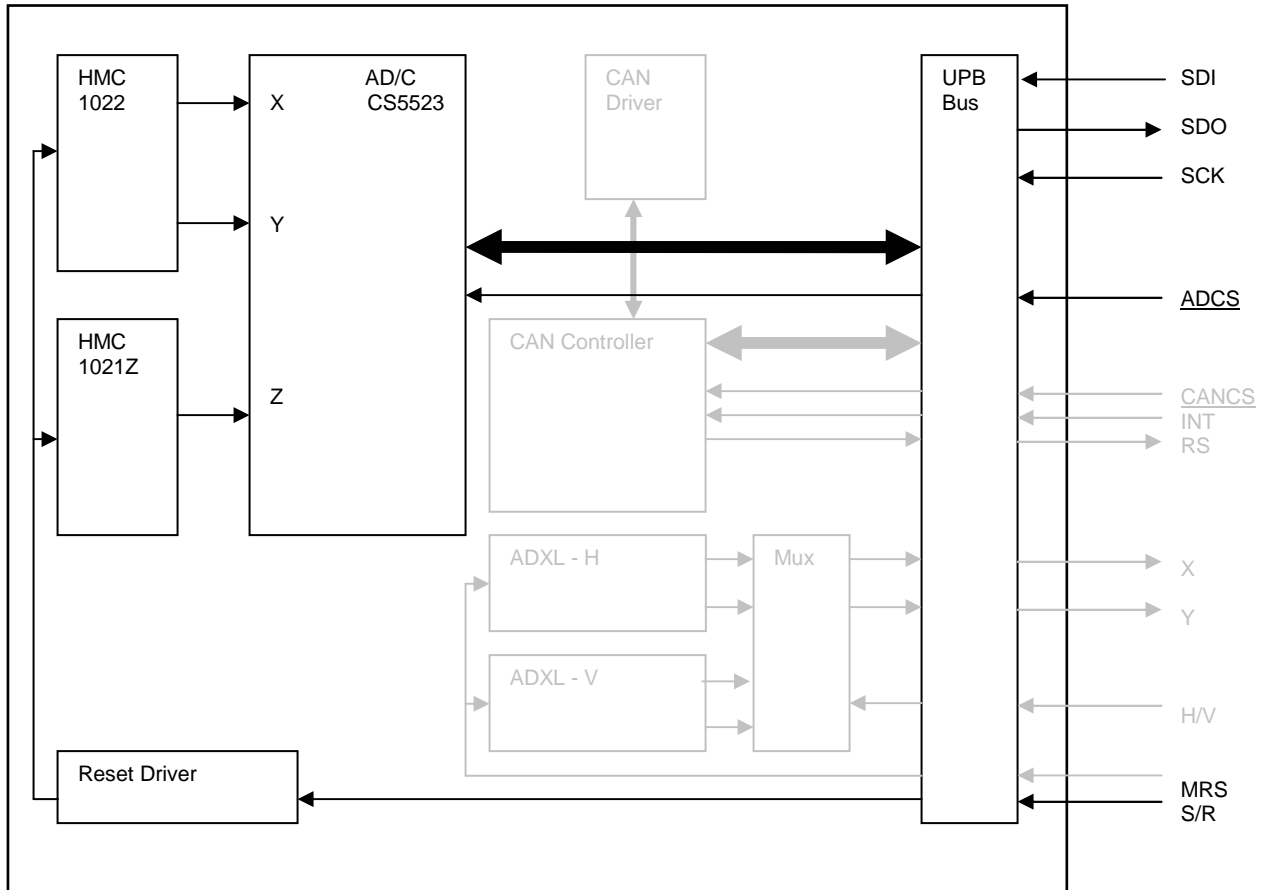 HMC
1022
AD/C
CS5523
X
Y
Z
HMC
1021Z
CAN
Driver
CAN Controller
ADXL - H
ADXL - V
Mux
Reset Driver
UPB
Bus
SDI
SDO
SCK
ADCS
CANCS
INT
RS
X
Y
H/V
MRS
S/R